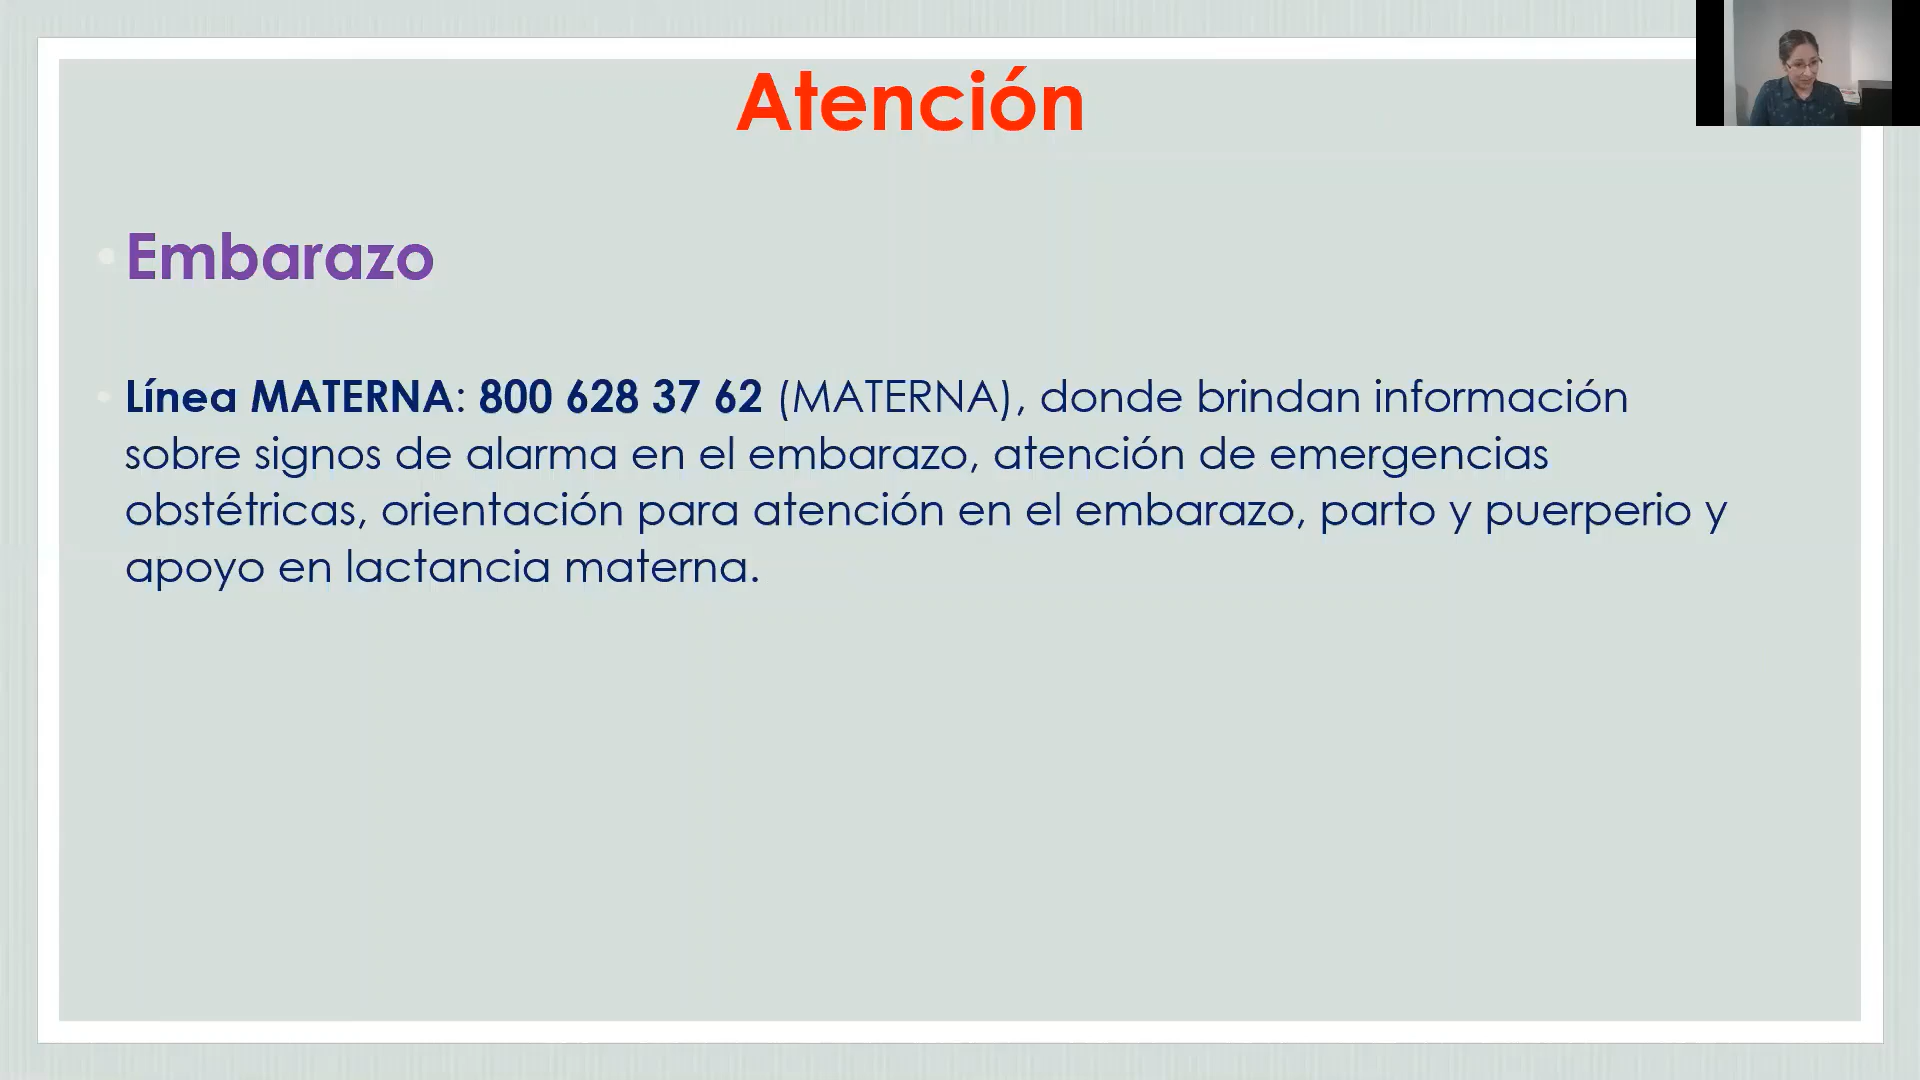 Atención
• Embarazo
• Línea MATERNA: 800 628 37 62 (MATERNA), donde brindan información
sobre signos de alarma en el embarazo, atención de emergencias
obstétricas, orientación para atención en el embarazo, parto y puerperio y
apoyo en lactancia materna.